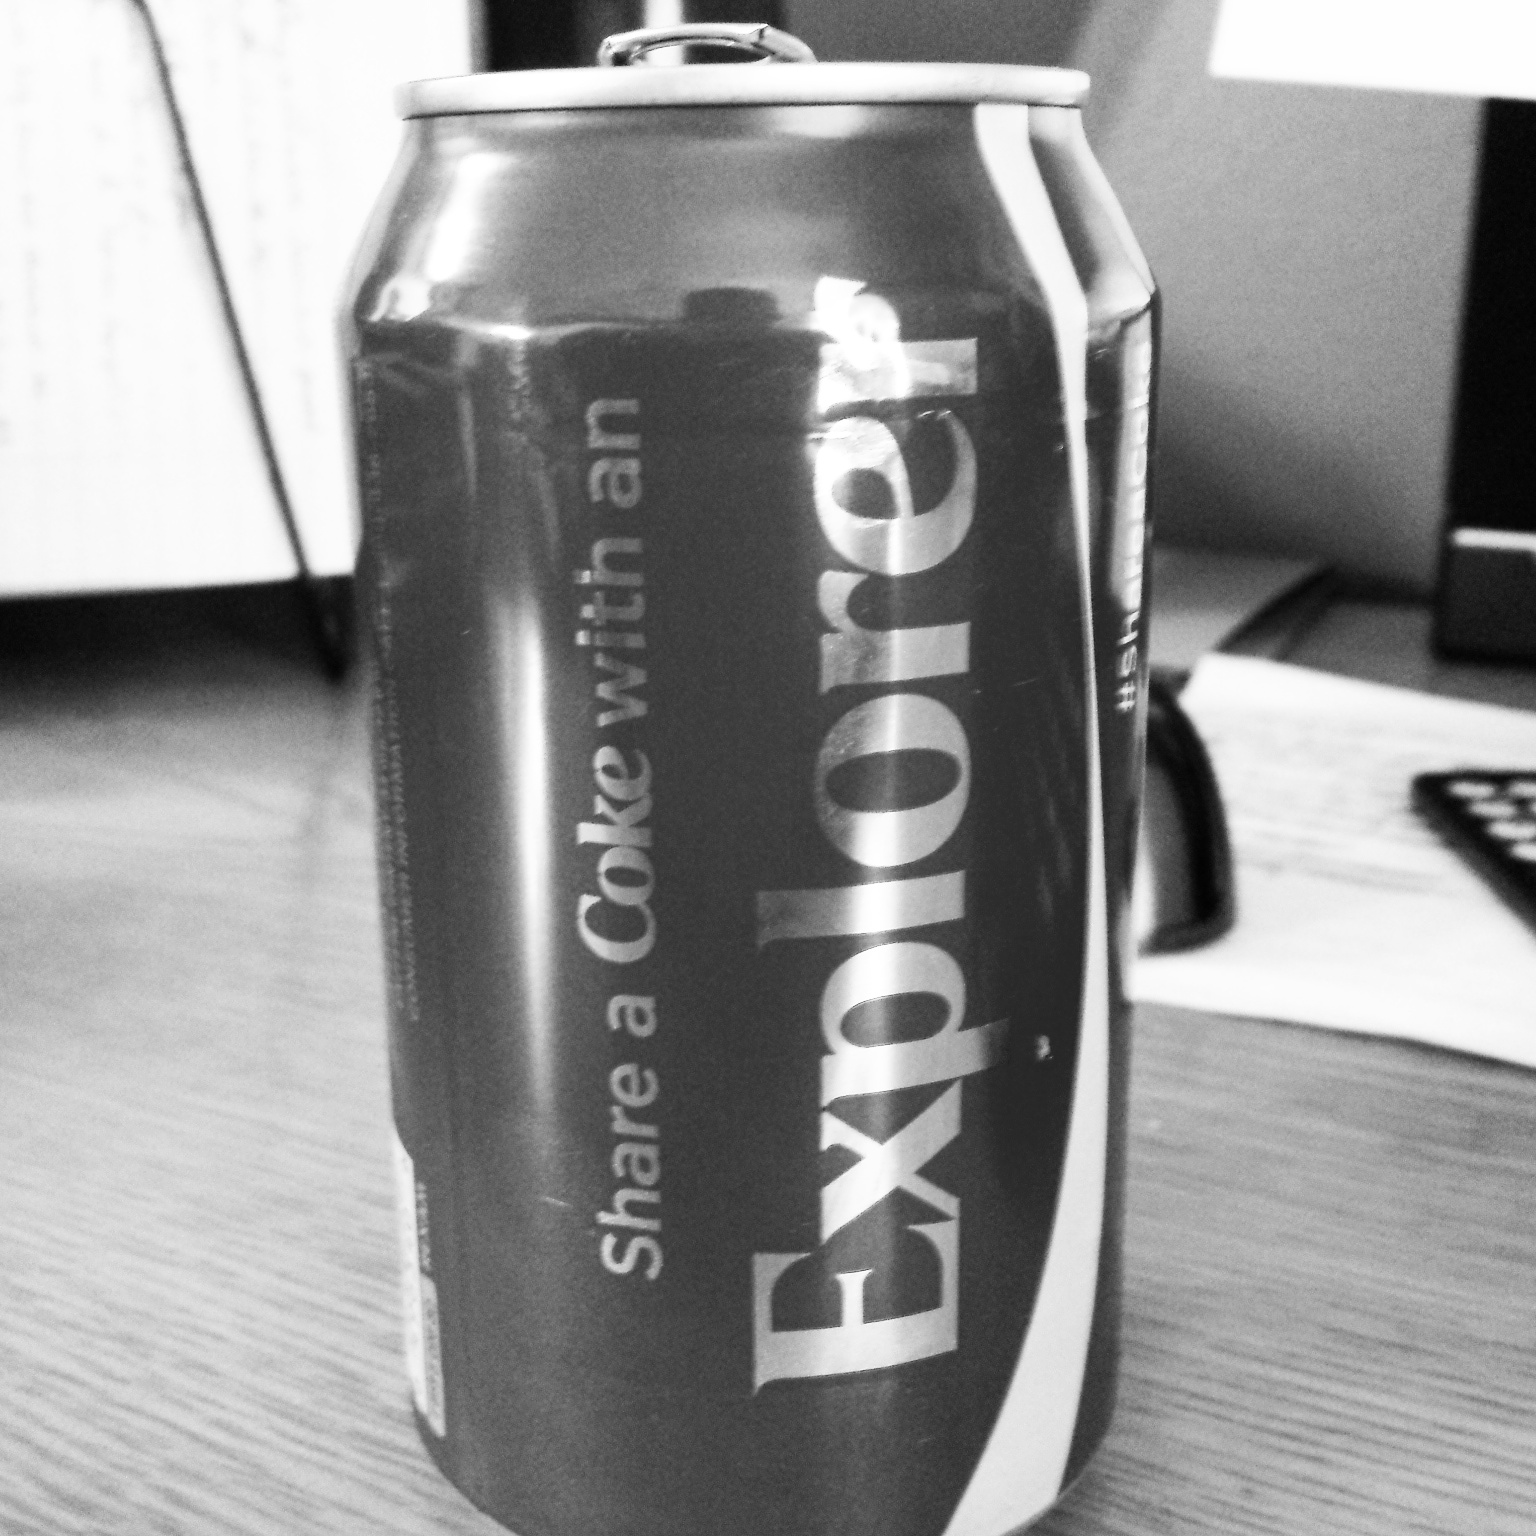 Share a Coke with an
Explorer